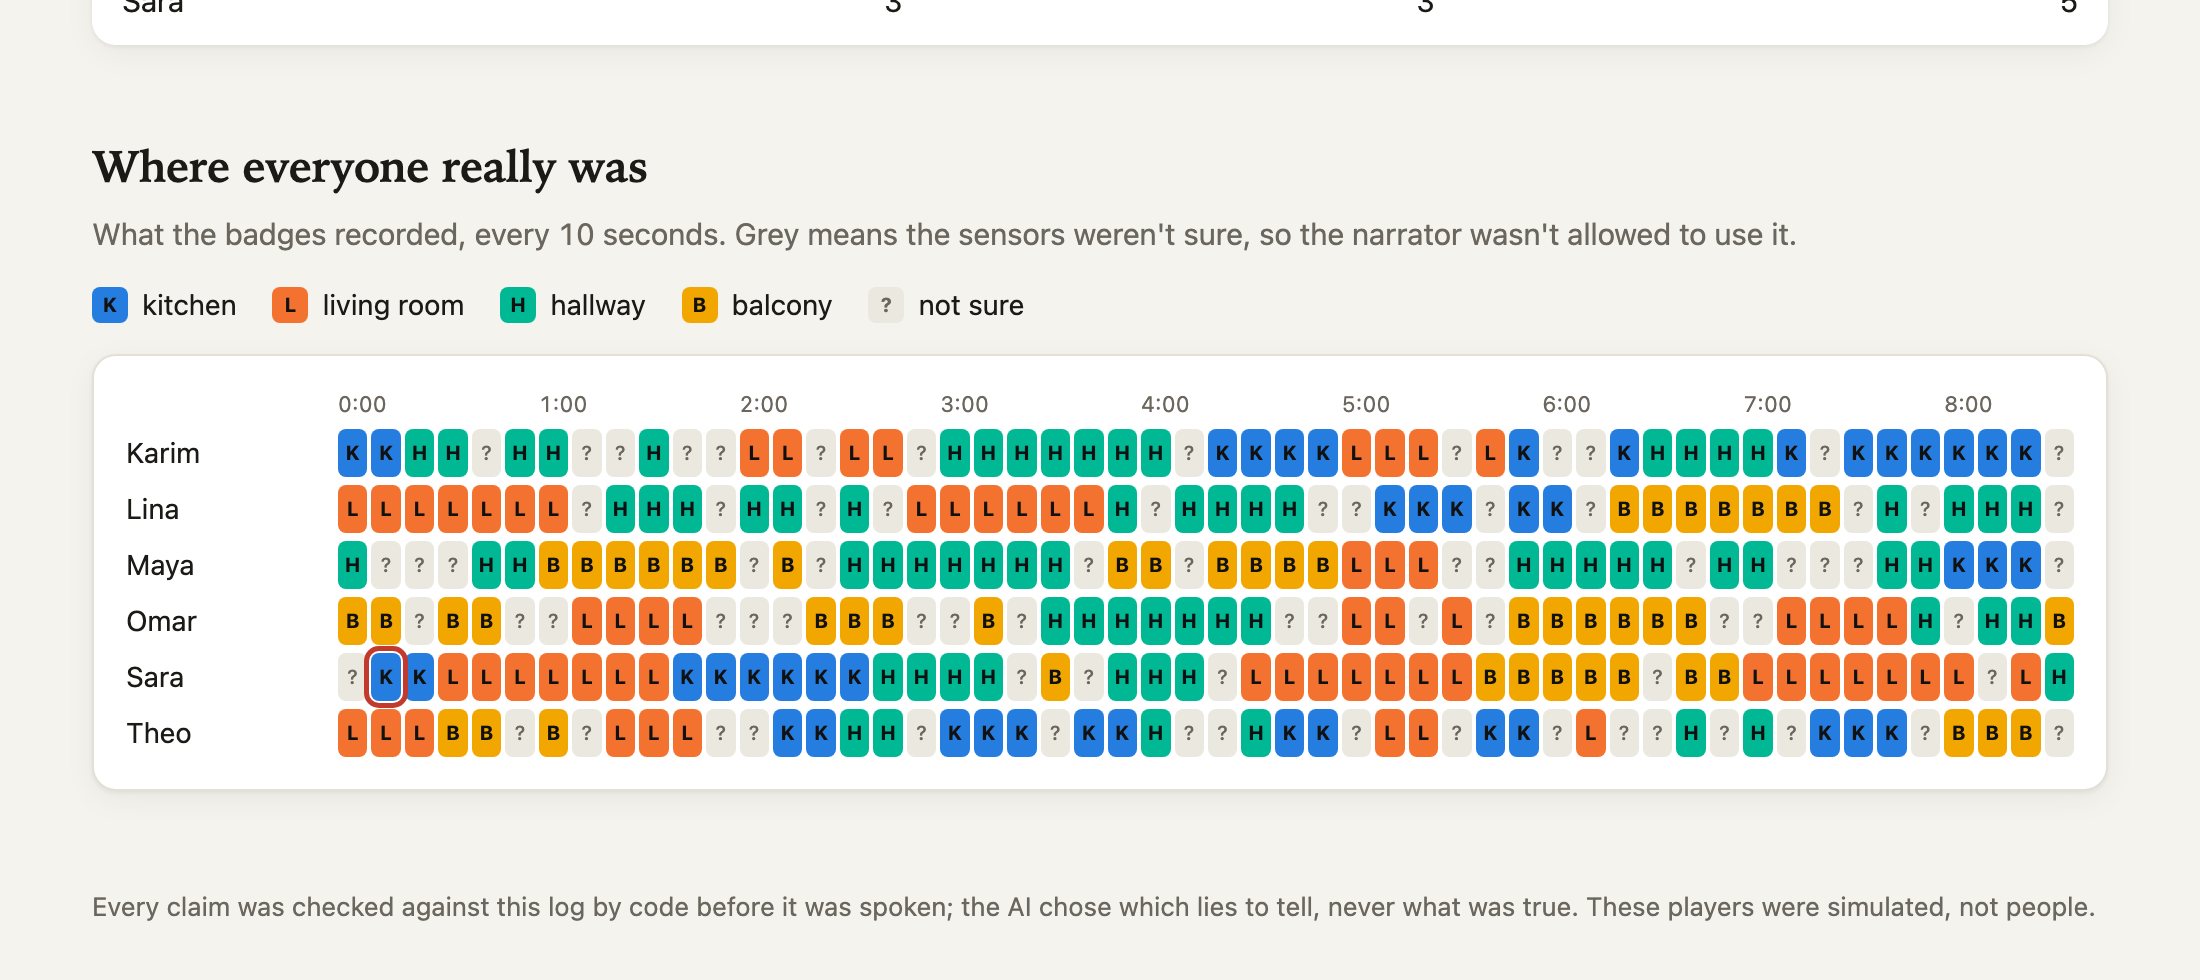 Sara 3 3 5
Where everyone really was
What the badges recorded, every 10 seconds. Grey means the sensors weren't sure, so the narrator wasn't allowed to use it.
K kitchen L living room H hallway B balcony ? not sure
0:00 1:00 2:00 3:00 4:00 5:00 6:00 7:00 8:00
Karim K K H H ? H H ? ? H ? ? L L ? L L ? H H H H H H H ? K K K K L L L ? L K ? ? K H H H H K ? K K K K K K ?
Lina L L L L L L L ? H H H ? H H ? H ? L L L L L L H ? H H H H ? ? K K K ? K K ? B B B B B B B ? H ? H H H ?
Maya H ? ? ? H H B B B B B B ? B ? H H H H H H H ? B B ? B B B B L L L ? ? H H H H H ? H H ? ? ? H H K K K ?
Omar B B ? B B ? ? L L L L ? ? ? B B B ? ? B ? H H H H H H H ? ? L L ? L ? B B B B B B ? ? L L L L H ? H H B
Sara ? K K L L L L L L L K K K K K K H H H H ? B ? H H H ? L L L L L L L B B B B B ? B B L L L L L L L ? L H
Theo L L L B B ? B ? L L L ? ? K K H H ? K K K ? K K H ? ? H K K ? L L ? K K ? L ? ? H ? H ? K K K ? B B B ?
Every claim was checked against this log by code before it was spoken; the AI chose which lies to tell, never what was true. These players were simulated, not people.